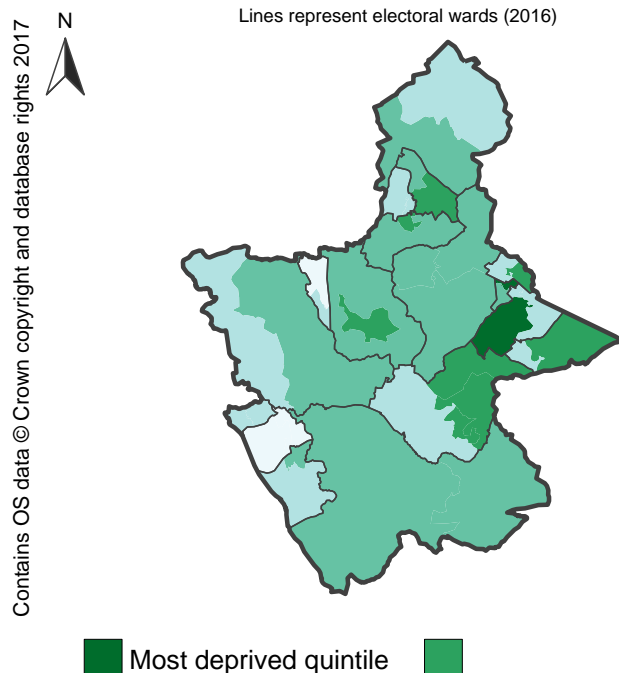 Lines represent electoral wards (2016)
N
Contains OS data © Crown copyright and database rights 2017
Most deprived quintile